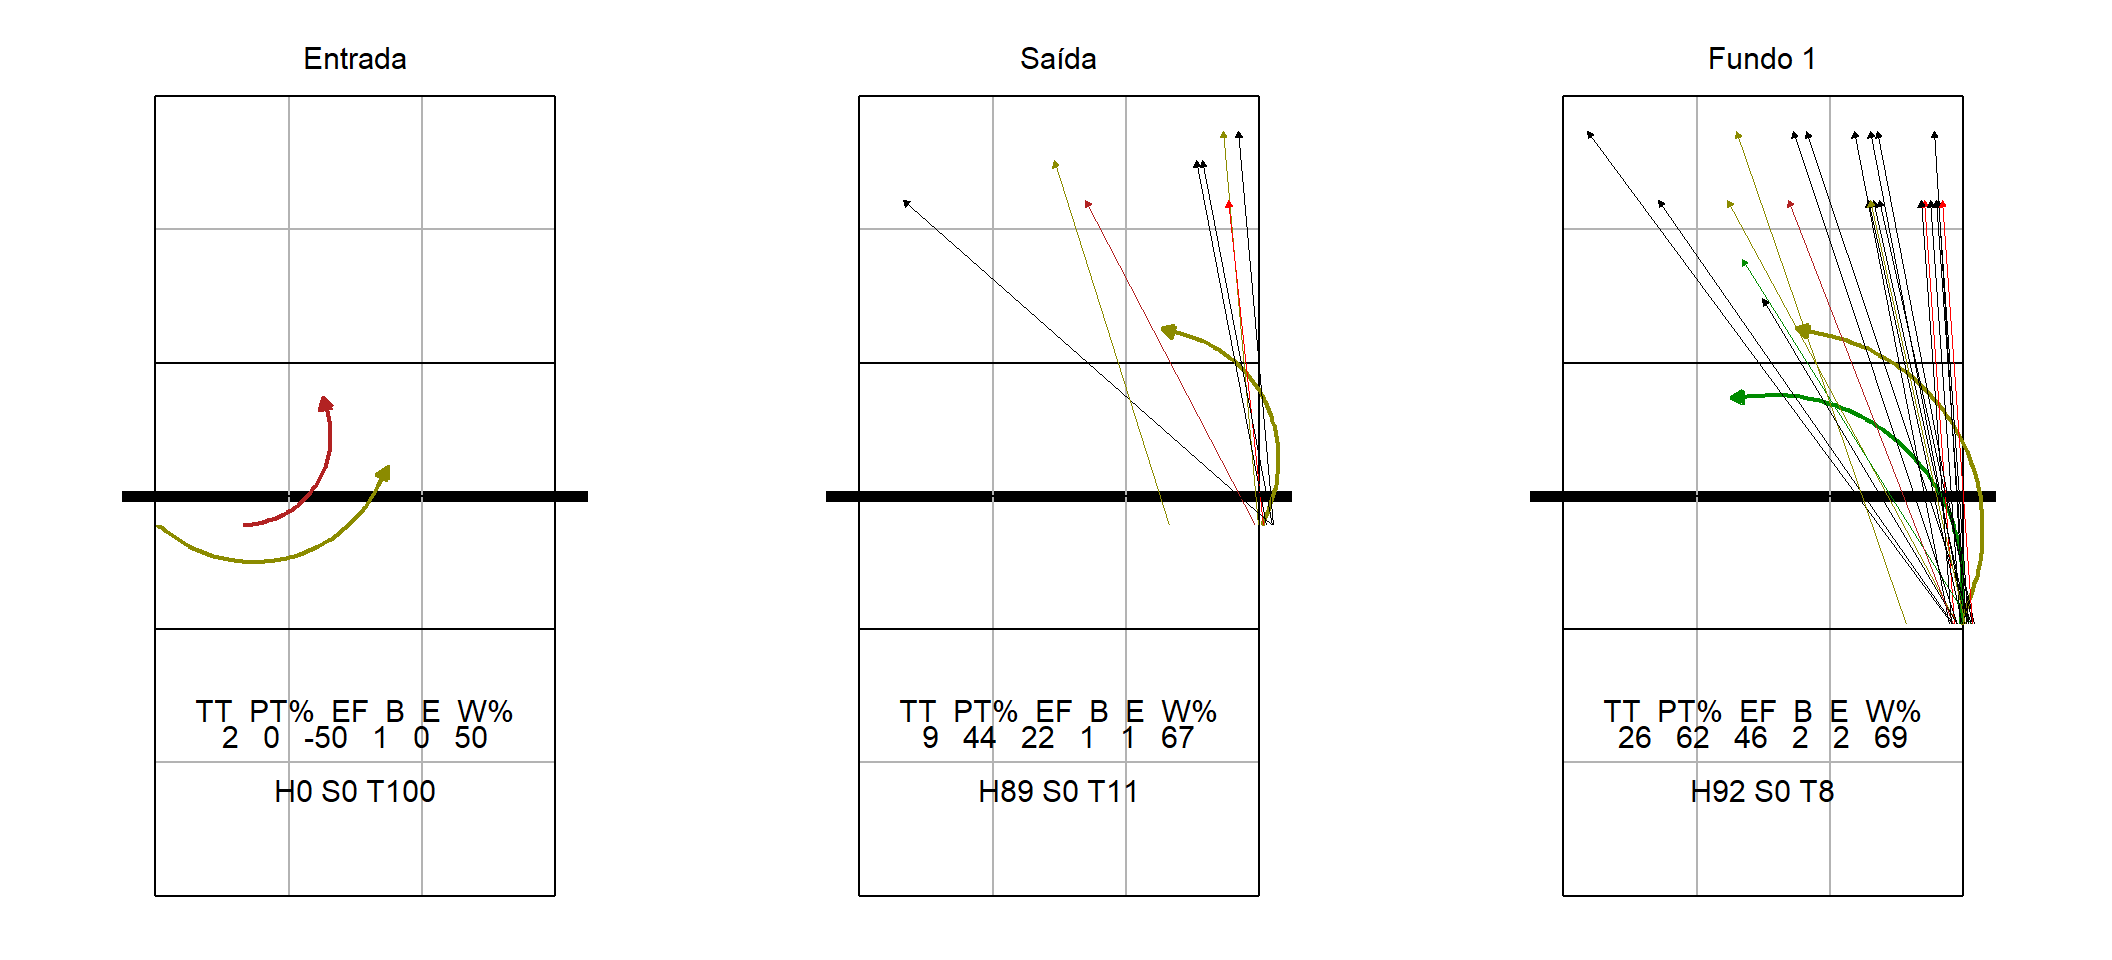 Entrada
TT PT% EF B E W%
2 0 -50 1 0 50
H0 S0 T100
Saída
TT PT% EF B E W%
9 44 22 1 1 67
H89 S0 T11
Fundo 1
TT PT% EF B E W%
26 62 46 2 2 69
H92 S0 T8